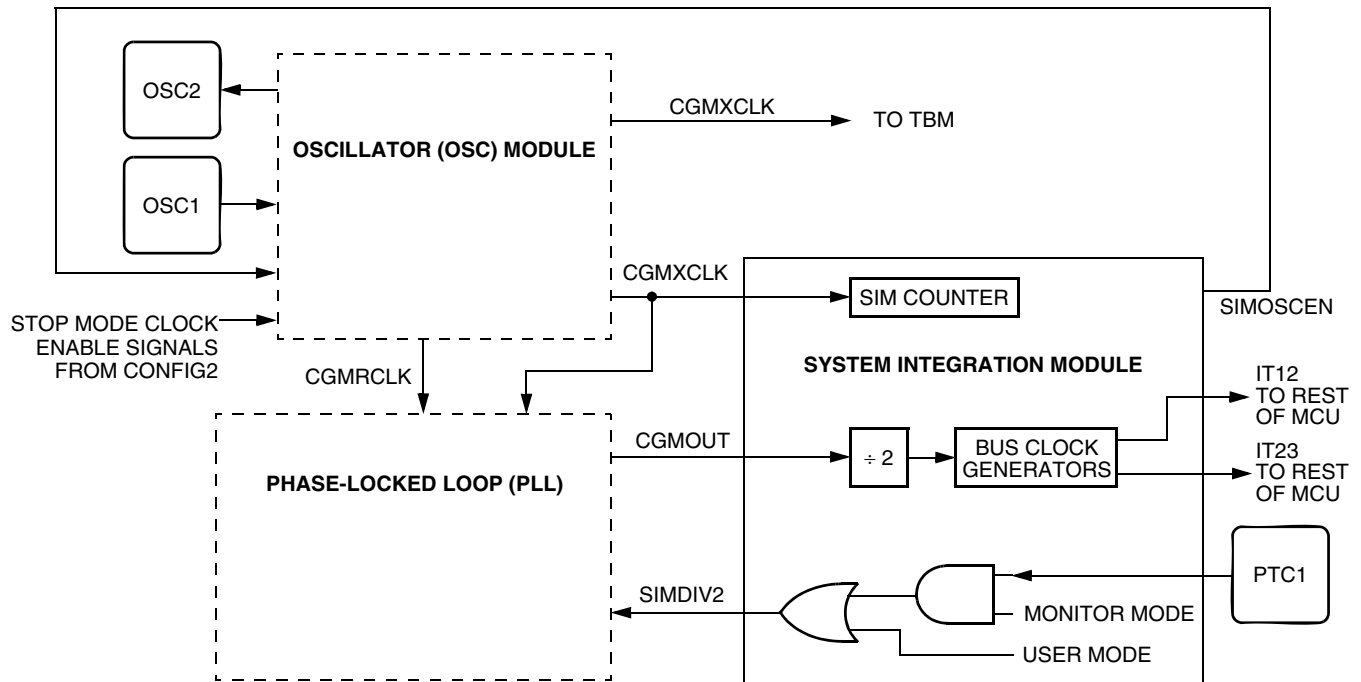 OSC2
CGMXCLK
TO TBM
OSCILLATOR (OSC) MODULE
OSC1
CGMXCLK
SIM COUNTER
SIMOSCEN
STOP MODE CLOCK
ENABLE SIGNALS
FROM CONFIG2
SYSTEM INTEGRATION MODULE
CGMRCLK
IT12
TO REST
OF MCU
CGMOUT
÷ 2
BUS CLOCK
GENERATORS
IT23
TO REST
OF MCU
PHASE-LOCKED LOOP (PLL)
PTC1
SIMDIV2
MONITOR MODE
USER MODE